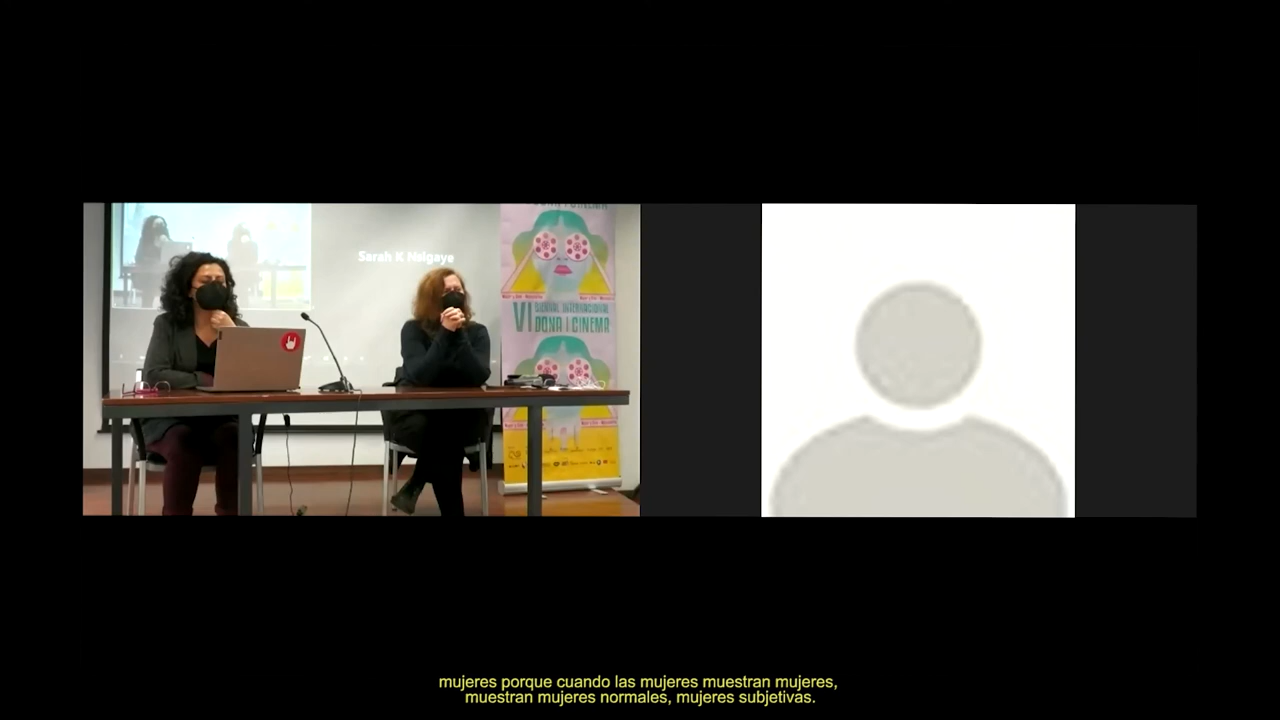 Sarah K Nsigaye
VI BIENNAL INTERNACIONAL
DONA I CINEMA
mujeres porque cuando las mujeres muestran mujeres,
muestran mujeres normales, mujeres subjetivas.